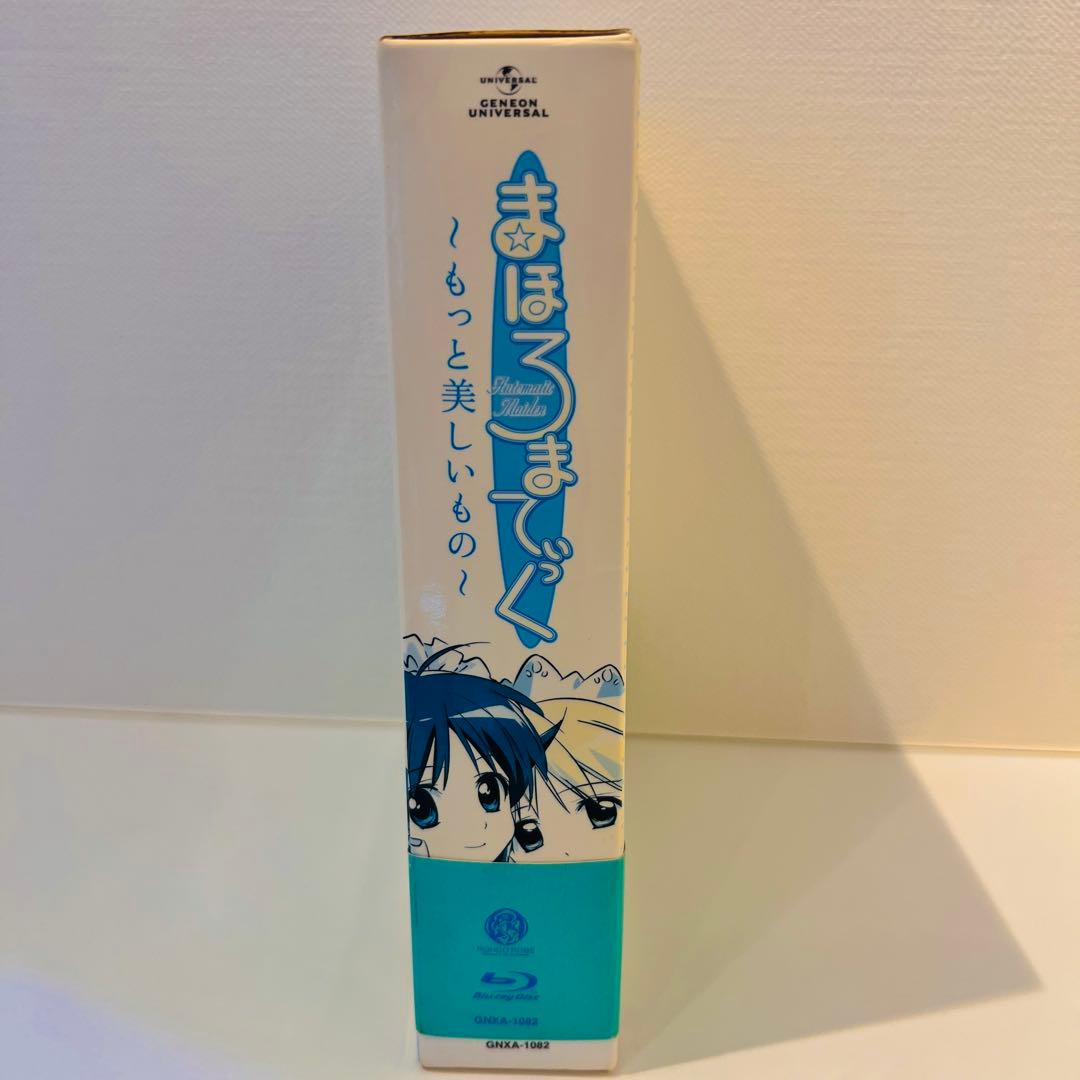 UNIVERSAL
GENEON
UNIVERSAL
まほろまてぃっく
Automatic
Maiden
~もっと美しいもの~
Blu-ray Disc
GNXA-1082
GNXA-1082